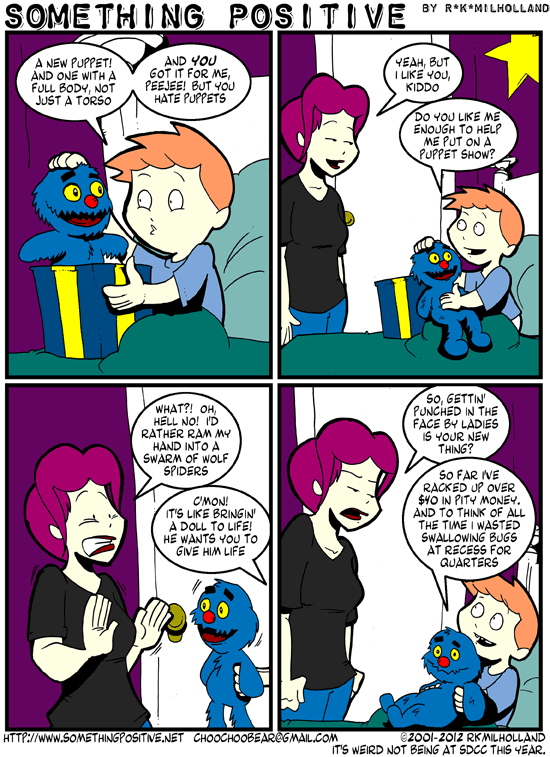 SOMETHING POSITIVE BY R*K*MILHOLLAND
A NEW PUPPET!
AND ONE WITH A
FULL BODY, NOT
JUST A TORSO
AND YOU
GOT IT FOR ME,
PEEJEE! BUT YOU
HATE PUPPETS
YEAH, BUT
I LIKE YOU,
KIDDO
DO YOU LIKE ME
ENOUGH TO HELP
ME PUT ON A
PUPPET SHOW?
WHAT?! OH,
HELL NO! I'D
RATHER RAM MY
HAND INTO A
SWARM OF WOLF
SPIDERS
C'MON!
IT'S LIKE BRINGIN'
A DOLL TO LIFE!
HE WANTS YOU TO
GIVE HIM LIFE
SO, GETTIN'
PUNCHED IN THE
FACE BY LADIES
IS YOUR NEW
THING?
SO FAR I'VE
RACKED UP OVER
$40 IN PITY MONEY.
AND TO THINK OF ALL
THE TIME I WASTED
SWALLOWING BUGS
AT RECESS FOR
QUARTERS
HTTP://WWW.SOMETHINGPOSITIVE.NET CHOOCHOOBEAR@GMAIL.COM ©2001-2012 RKMILHOLLAND
IT'S WEIRD NOT BEING AT SDCC THIS YEAR.